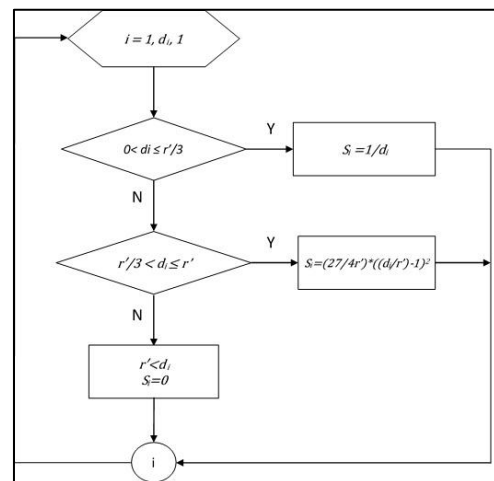 i = 1, dᵢ, 1
0< di ≤ r'/3
Y
Sᵢ =1/dᵢ
N
r'/3 < dᵢ ≤ r'
Y
Sᵢ=(27/4r')*((dᵢ/r')-1)²
N
r'<dᵢ
Sᵢ=0
i